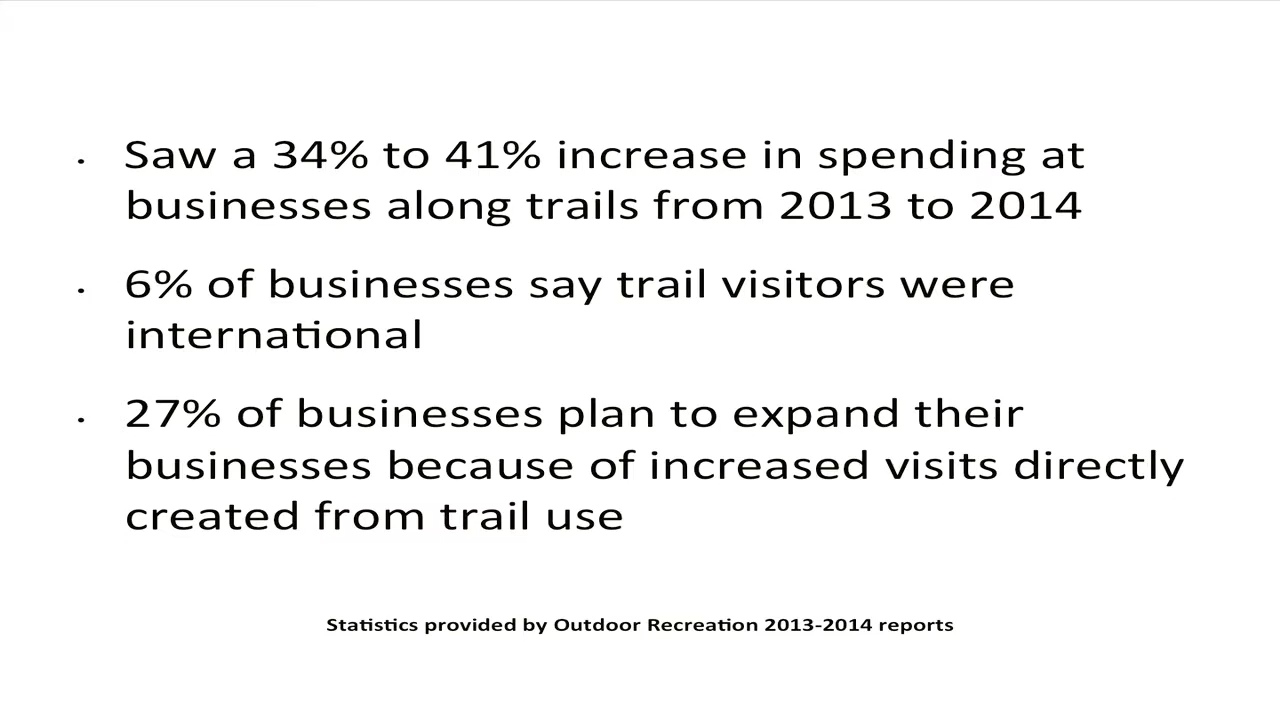 • Saw a 34% to 41% increase in spending at
businesses along trails from 2013 to 2014
• 6% of businesses say trail visitors were
international
• 27% of businesses plan to expand their
businesses because of increased visits directly
created from trail use
Statistics provided by Outdoor Recreation 2013-2014 reports